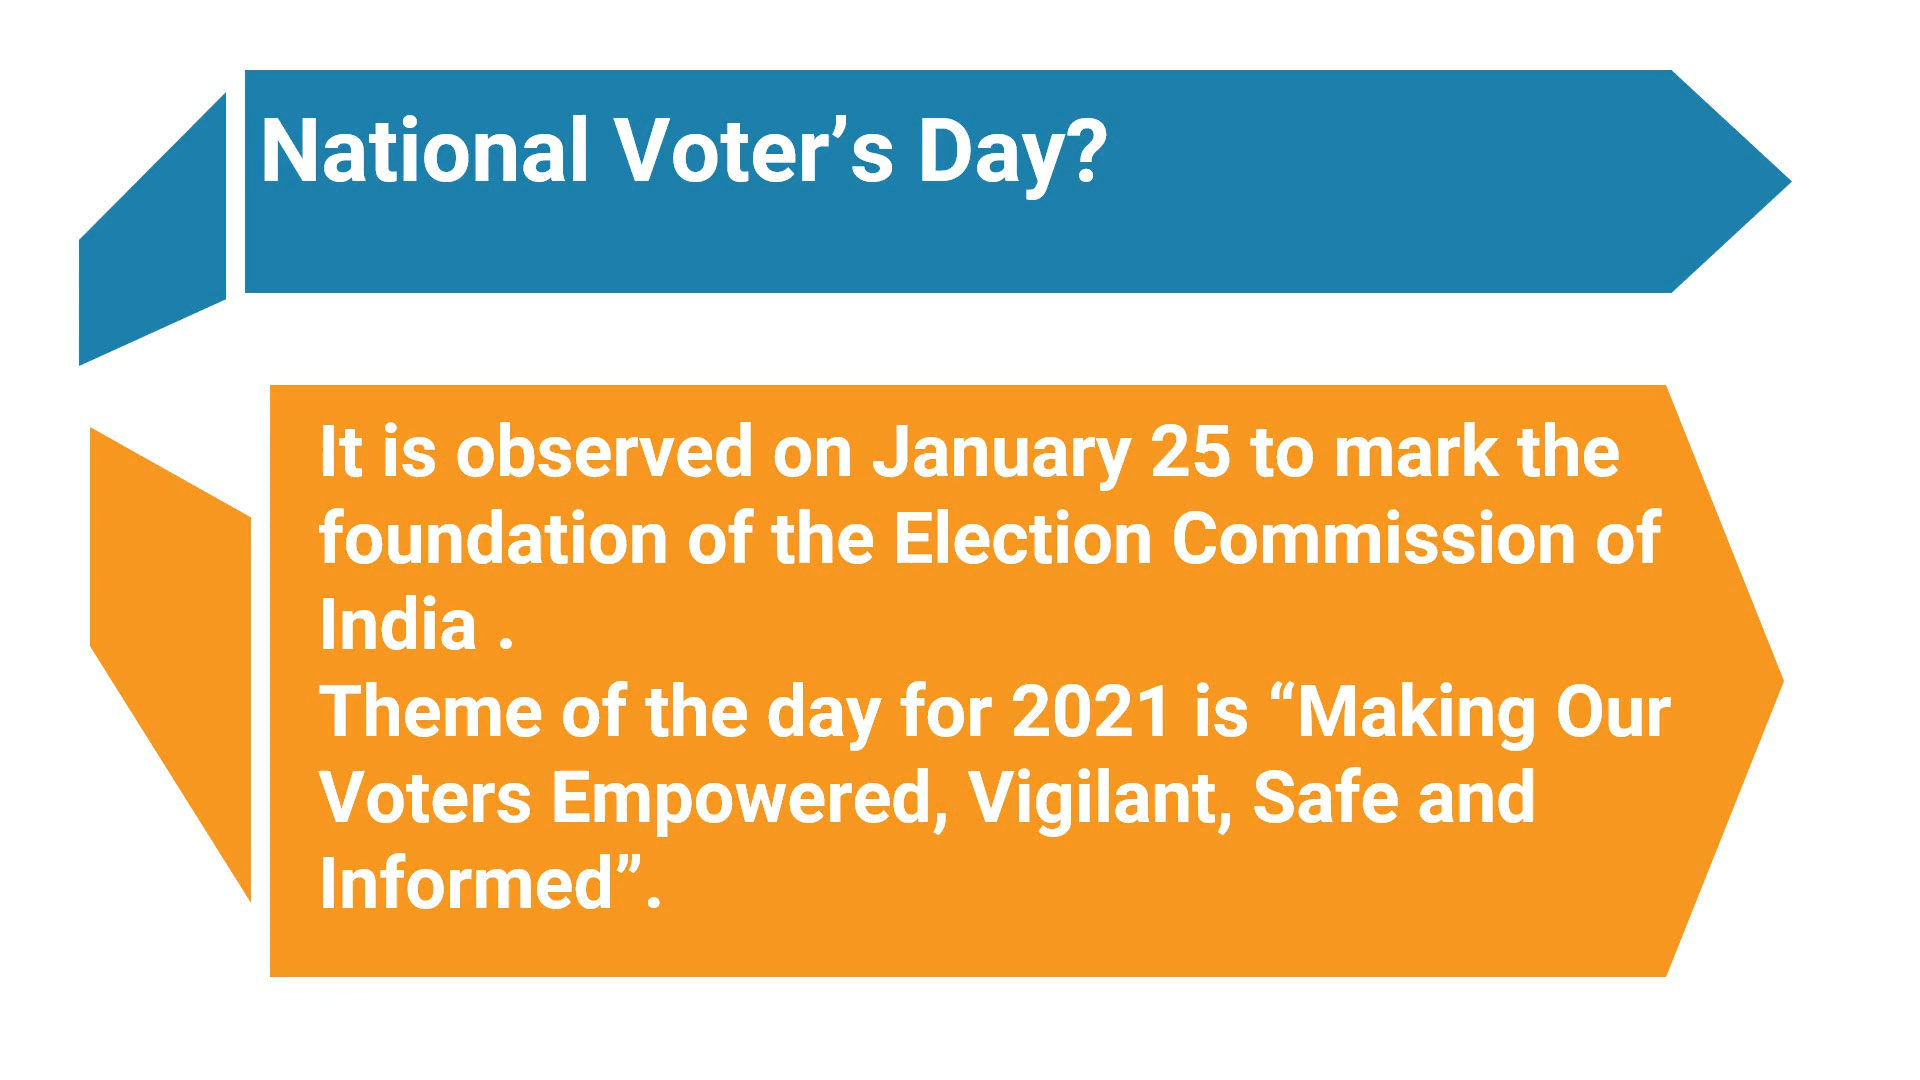 National Voter’s Day?
It is observed on January 25 to mark the
foundation of the Election Commission of
India .
Theme of the day for 2021 is “Making Our
Voters Empowered, Vigilant, Safe and
Informed”.